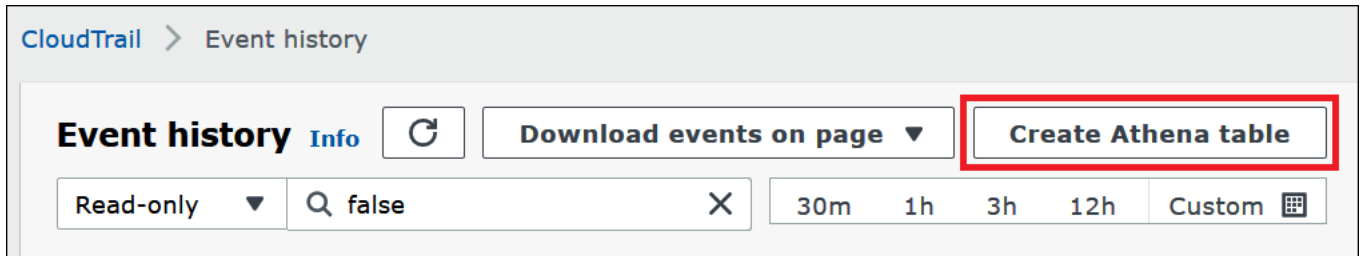 CloudTrail > Event history
Event history Info Download events on page ▼ Create Athena table
Read-only ▼ false 30m 1h 3h 12h Custom